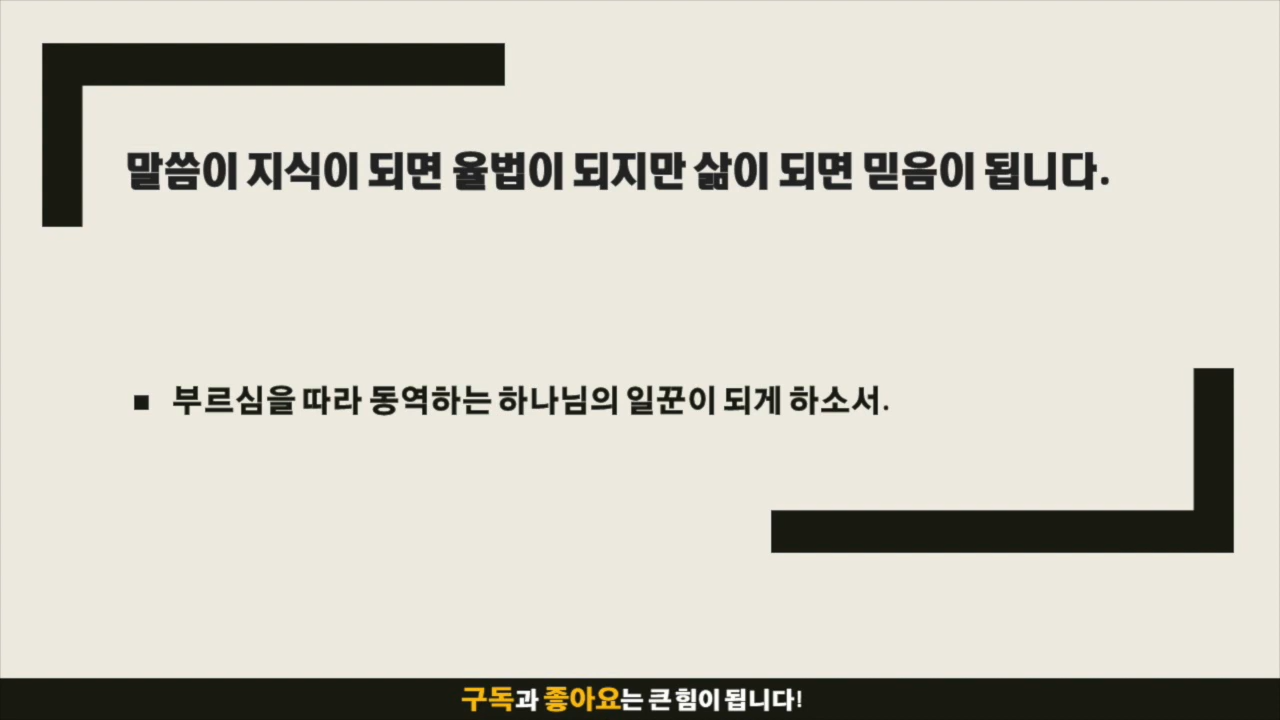 말씀이 지식이 되면 율법이 되지만 삶이 되면 믿음이 됩니다.
■ 부르심을 따라 동역하는 하나님의 일꾼이 되게 하소서.
구독과 좋아요는 큰 힘이 됩니다!